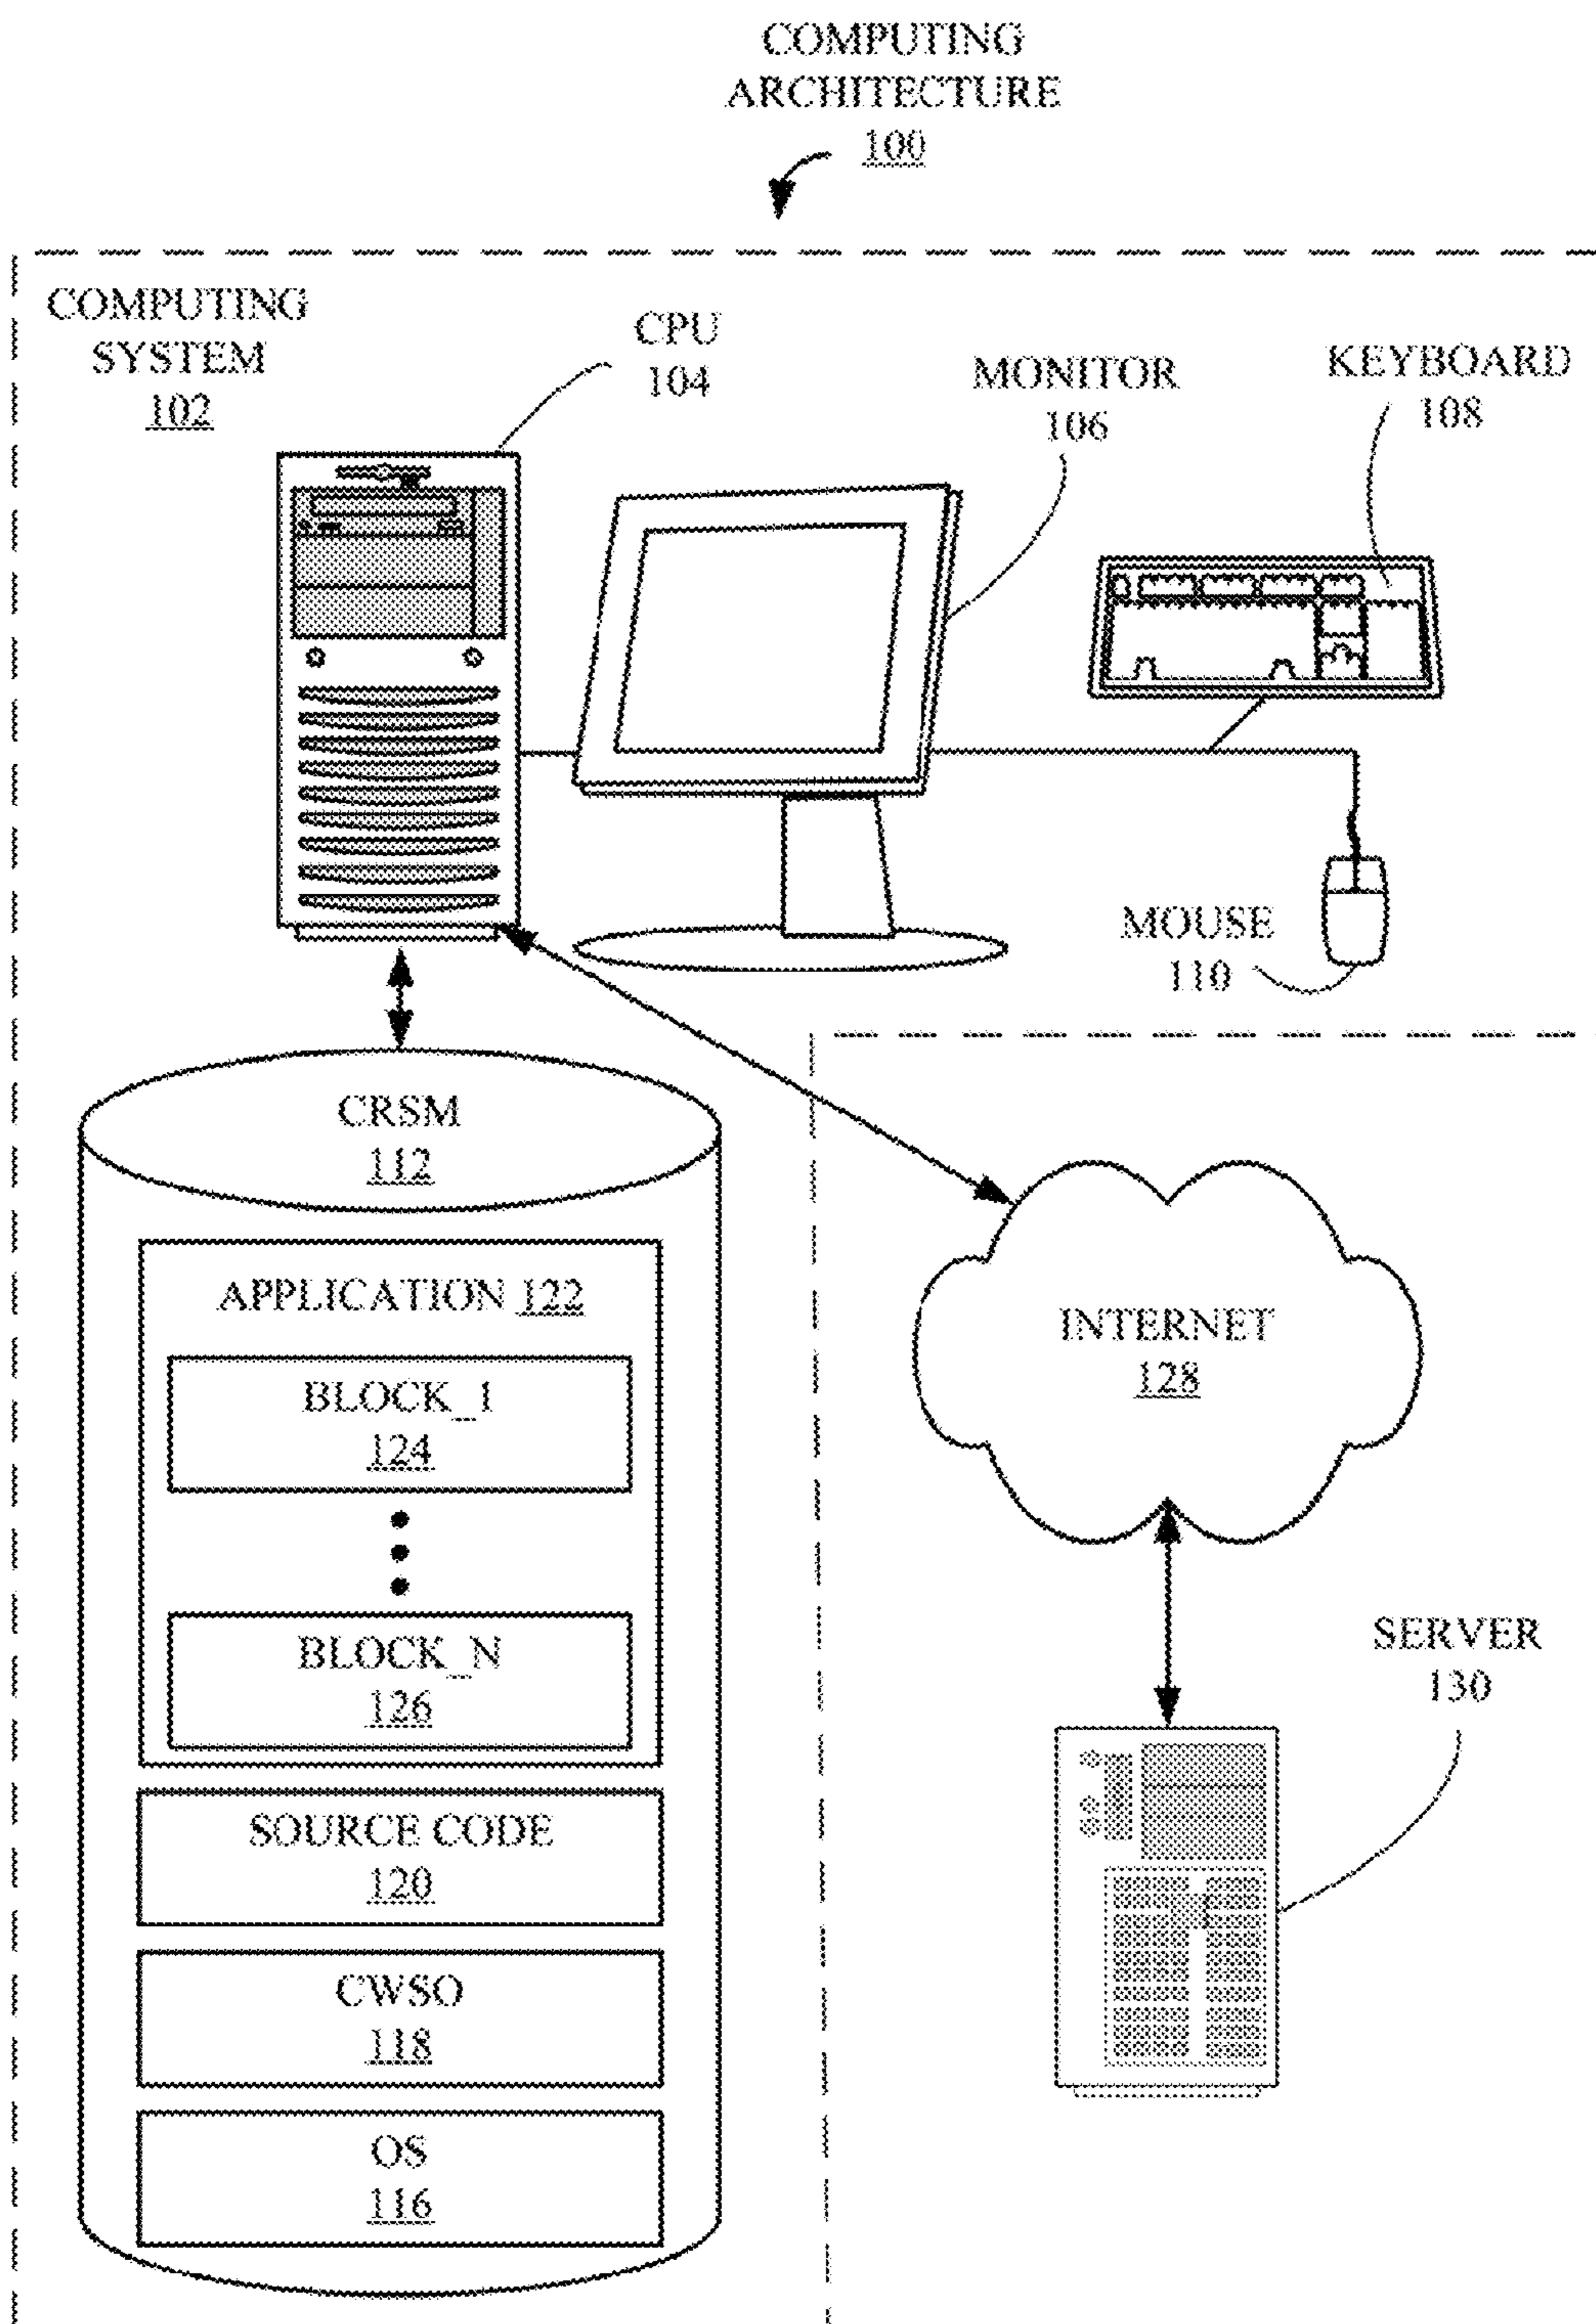 COMPUTING
ARCHITECTURE
100
COMPUTING
SYSTEM
102
CPU
104
MONITOR
106
KEYBOARD
108
MOUSE
110
CRSM
112
APPLICATION 122
BLOCK_1
124
BLOCK_N
126
SOURCE CODE
120
CWSO
118
OS
116
INTERNET
128
SERVER
130